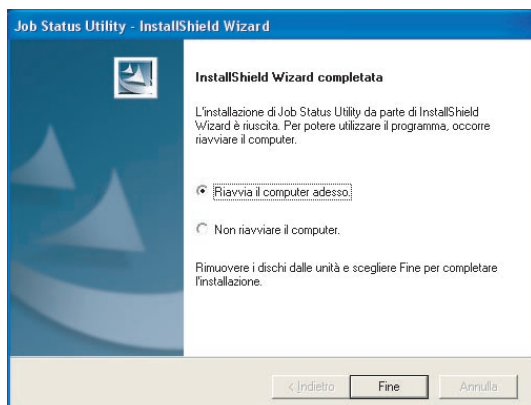 Job Status Utility - InstallShield Wizard
InstallShield Wizard completata
L'installazione di Job Status Utility da parte di InstallShield
Wizard è riuscita. Per potere utilizzare il programma, occorre
riavviare il computer.
Riavvia il computer adesso.
Non riavviare il computer.
Rimuovere i dischi dalle unità e scegliere Fine per completare
l'installazione.
< Indietro
Fine
Annulla